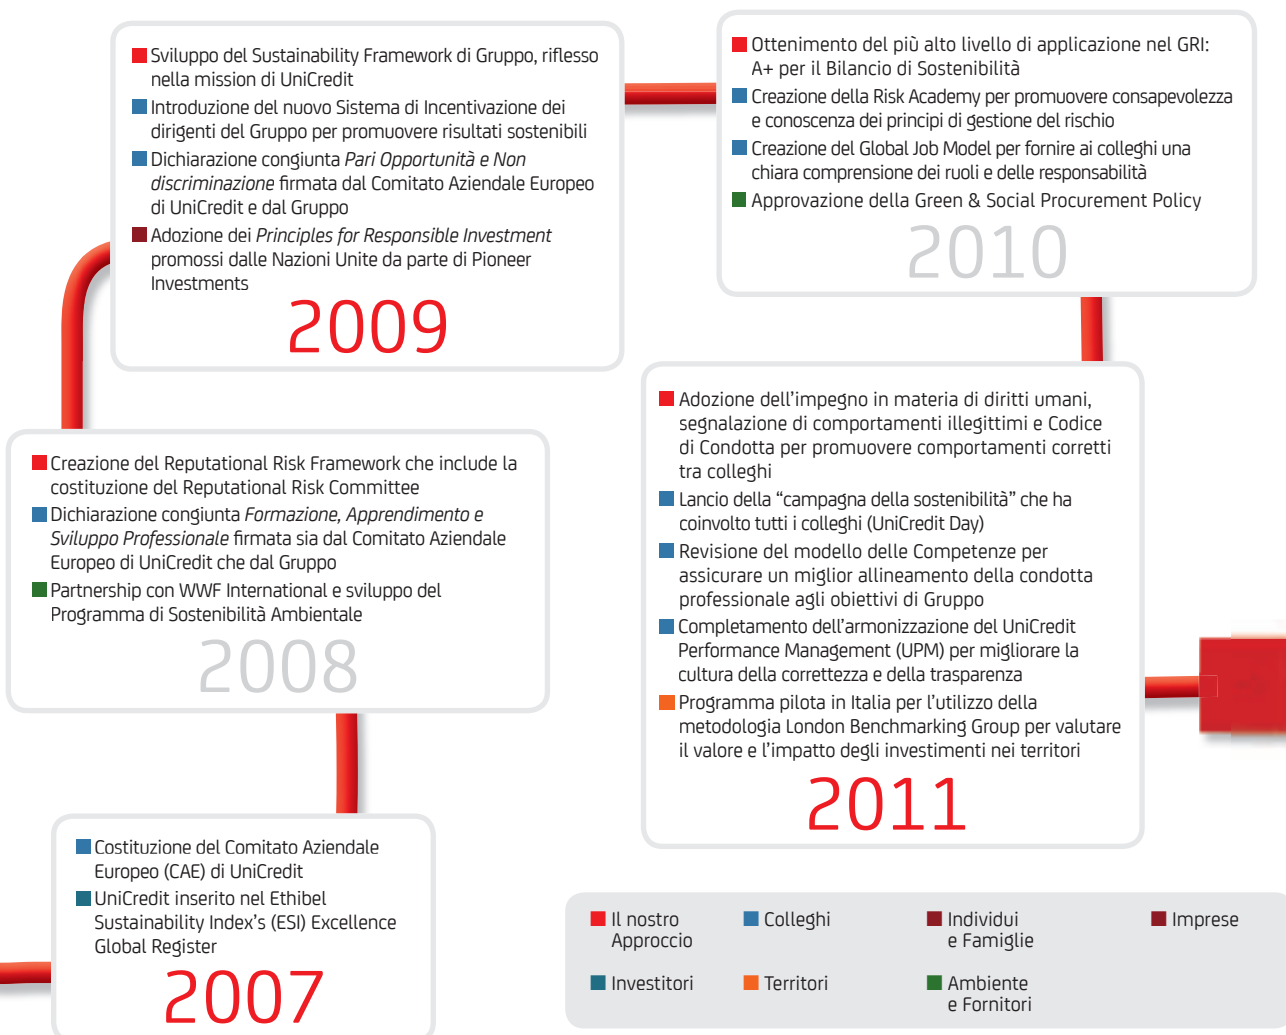 Sviluppo del Sustainability Framework di Gruppo, riflesso
nella mission di UniCredit
Introduzione del nuovo Sistema di Incentivazione dei
dirigenti del Gruppo per promuovere risultati sostenibili
Dichiarazione congiunta Pari Opportunità e Non
discriminazione firmata dal Comitato Aziendale Europeo
di UniCredit e dal Gruppo
Adozione dei Principles for Responsible Investment
promossi dalle Nazioni Unite da parte di Pioneer
Investments
2009
Ottenimento del più alto livello di applicazione nel GRI:
A+ per il Bilancio di Sostenibilità
Creazione della Risk Academy per promuovere consapevolezza
e conoscenza dei principi di gestione del rischio
Creazione del Global Job Model per fornire ai colleghi una
chiara comprensione dei ruoli e delle responsabilità
Approvazione della Green & Social Procurement Policy
2010
Creazione del Reputational Risk Framework che include la
costituzione del Reputational Risk Committee
Dichiarazione congiunta Formazione, Apprendimento e
Sviluppo Professionale firmata sia dal Comitato Aziendale
Europeo di UniCredit che dal Gruppo
Partnership con WWF International e sviluppo del
Programma di Sostenibilità Ambientale
2008
Adozione dell’impegno in materia di diritti umani,
segnalazione di comportamenti illegittimi e Codice
di Condotta per promuovere comportamenti corretti
tra colleghi
Lancio della “campagna della sostenibilità” che ha
coinvolto tutti i colleghi (UniCredit Day)
Revisione del modello delle Competenze per
assicurare un miglior allineamento della condotta
professionale agli obiettivi di Gruppo
Completamento dell’armonizzazione del UniCredit
Performance Management (UPM) per migliorare la
cultura della correttezza e della trasparenza
Programma pilota in Italia per l’utilizzo della
metodologia London Benchmarking Group per valutare
il valore e l’impatto degli investimenti nei territori
2011
Costituzione del Comitato Aziendale
Europeo (CAE) di UniCredit
UniCredit inserito nel Ethibel
Sustainability Index’s (ESI) Excellence
Global Register
2007
Il nostro
Approccio
Colleghi
Individui
e Famiglie
Imprese
Investitori
Territori
Ambiente
e Fornitori